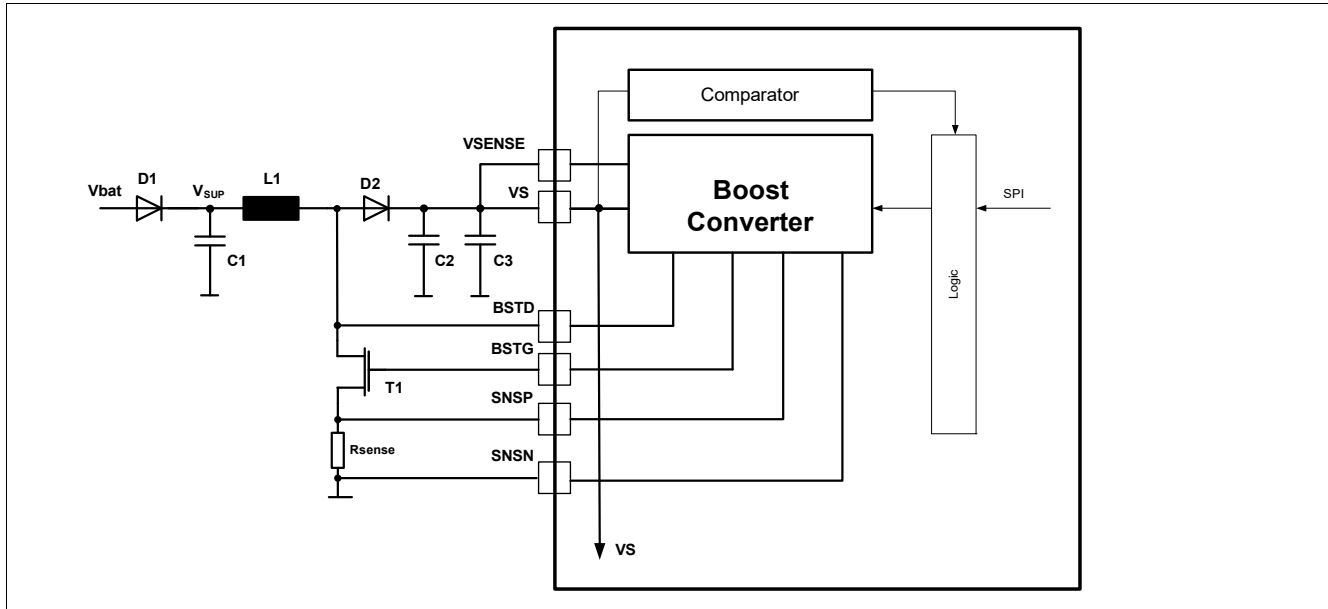 Comparator
VSENSE
Vbat
D1
VSUP
L1
D2
VS
Boost
Converter
SPI
Logic
C1
C2
C3
BSTD
BSTG
T1
SNSP
Rsense
SNSN
VS